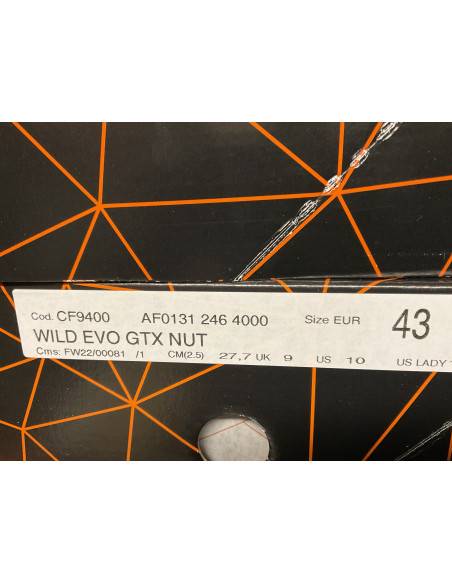 Cod. CF9400 AF0131 246 4000 Size EUR 43
WILD EVO GTX NUT
Cms: FW22/00081 /1 CM(2.5) 27,7 UK 9 US 10 US LADY